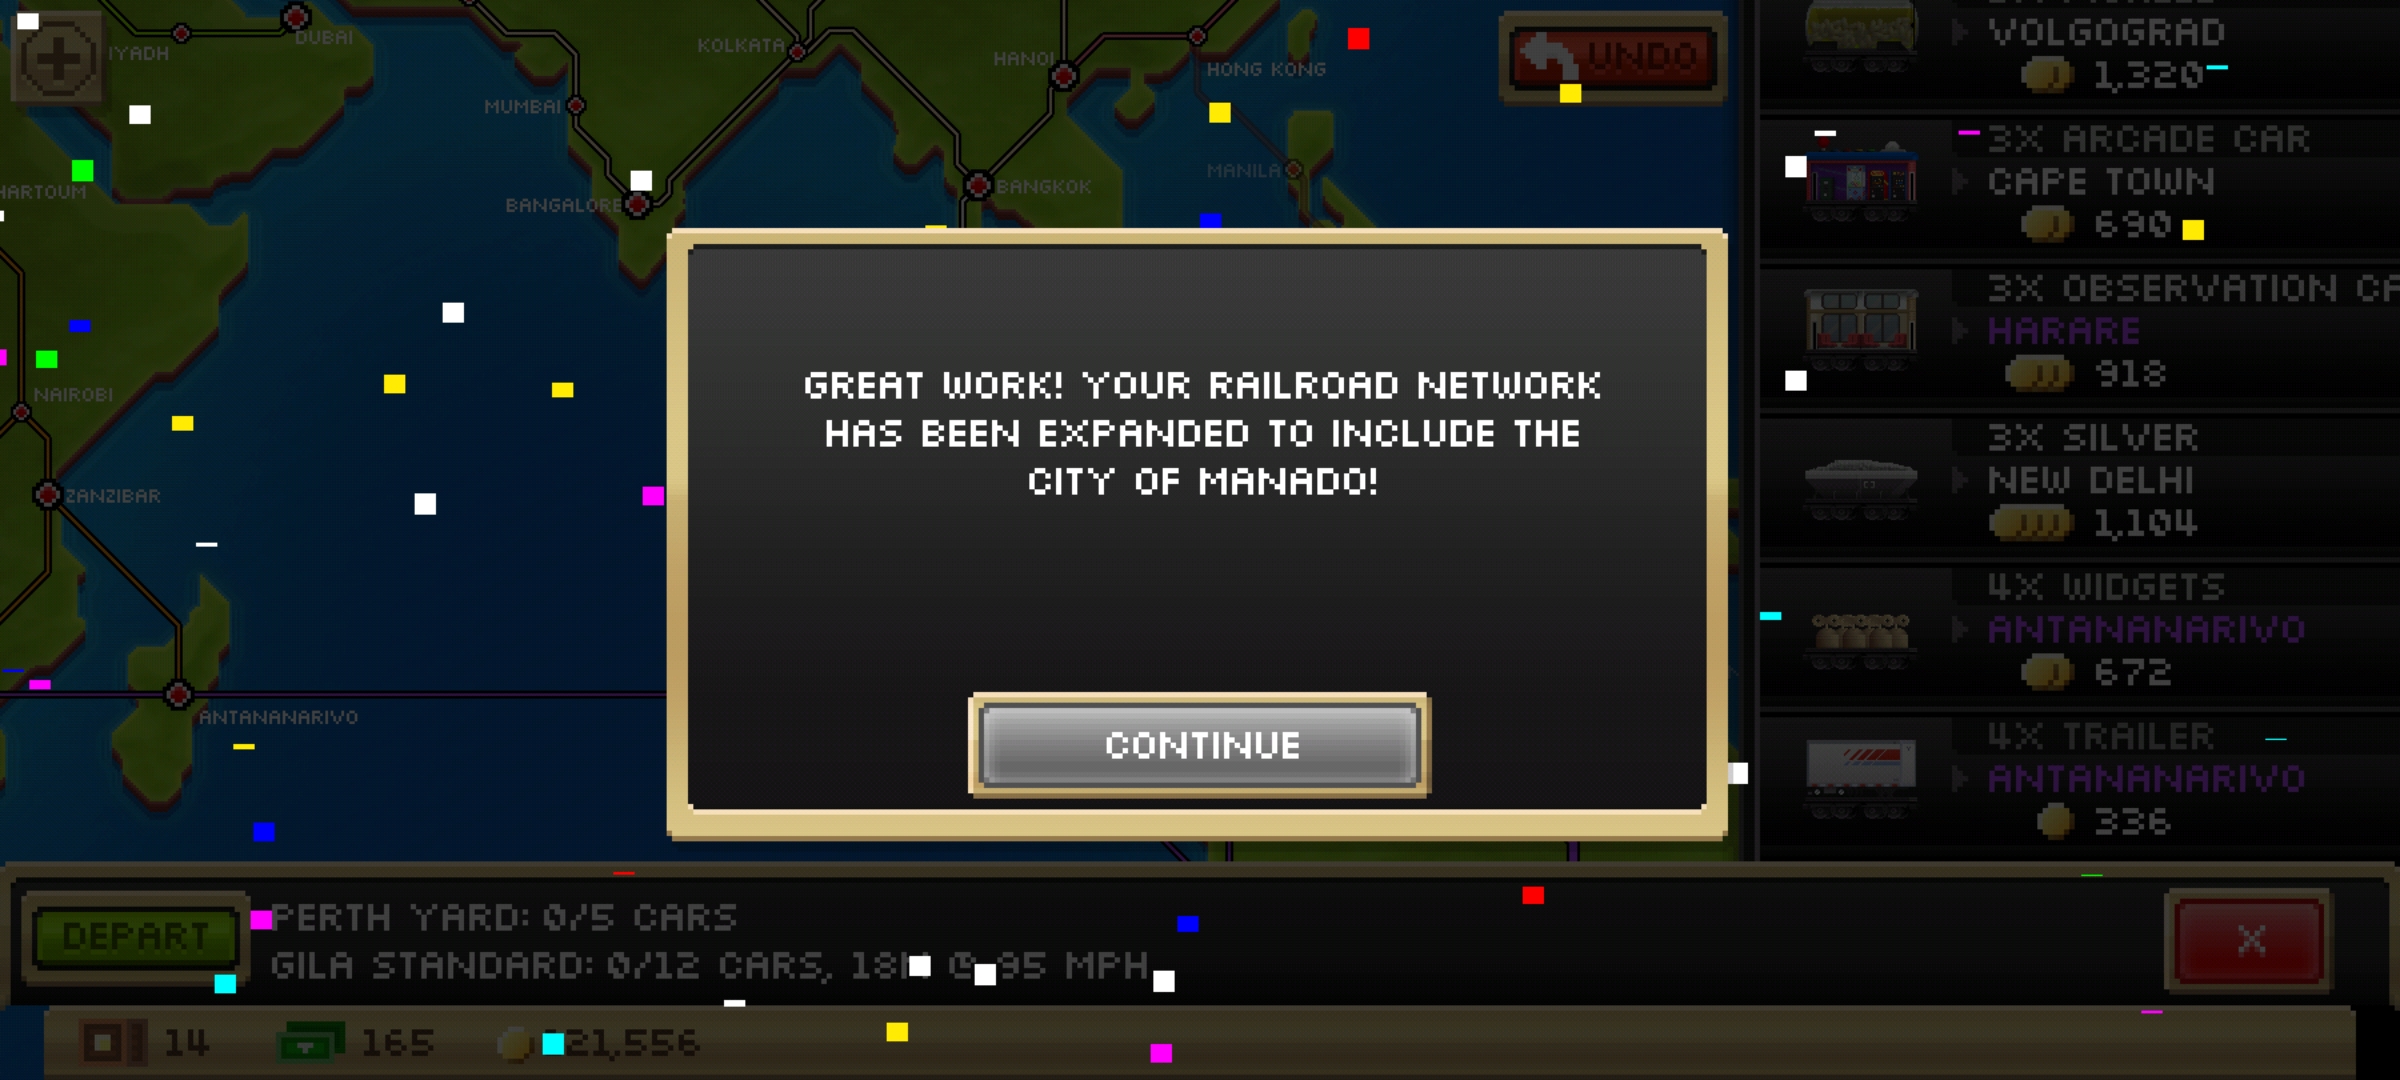 DUBAI
IYADH
KOLKATA
HANOI
HONG KONG
MUMBAI
MANILA
HARTOUM
BANGALORE
BANGKOK
UNDO
VOLGOGRAD
1,320
3X ARCADE CAR
CAPE TOWN
690
3X OBSERVATION CA
HARARE
918
3X SILVER
NEW DELHI
1,104
4X WIDGETS
ANTANANARIVO
672
4X TRAILER
ANTANANARIVO
336
NAIROBI
ZANZIBAR
ANTANANARIVO
GREAT WORK! YOUR RAILROAD NETWORK
HAS BEEN EXPANDED TO INCLUDE THE
CITY OF MANADO!
CONTINUE
DEPART
PERTH YARD: 0/5 CARS
GILA STANDARD: 0/12 CARS, 18M @ 95 MPH
X
14
165
21,556